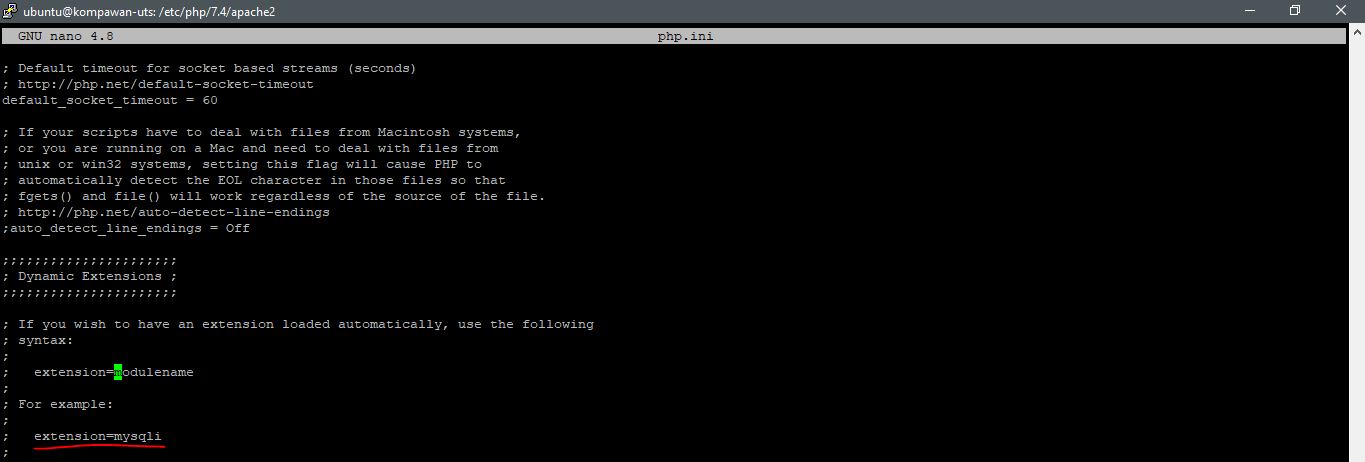 ubuntu@kompawan-uts: /etc/php/7.4/apache2
GNU nano 4.8 php.ini
; Default timeout for socket based streams (seconds)
; http://php.net/default-socket-timeout
default_socket_timeout = 60
; If your scripts have to deal with files from Macintosh systems,
; or you are running on a Mac and need to deal with files from
; unix or win32 systems, setting this flag will cause PHP to
; automatically detect the EOL character in those files so that
; fgets() and file() will work regardless of the source of the file.
; http://php.net/auto-detect-line-endings
;auto_detect_line_endings = Off
;;;;;;;;;;;;;;;;;;;;;;
; Dynamic Extensions ;
;;;;;;;;;;;;;;;;;;;;;;
; If you wish to have an extension loaded automatically, use the following
; syntax:
;
;   extension=modulename
;
; For example:
;
;   extension=mysqli
;